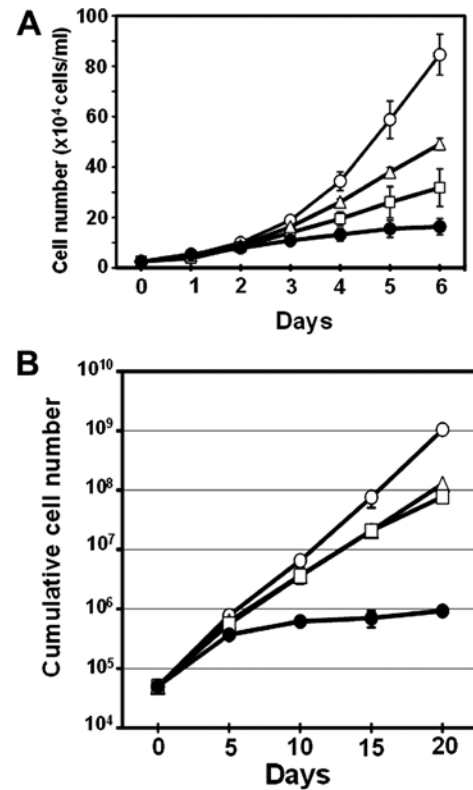 A
Cell number (x10⁴ cells/ml)
100
80
60
40
20
0
0 1 2 3 4 5 6
Days
B
Cumulative cell number
10¹⁰
10⁹
10⁸
10⁷
10⁶
10⁵
10⁴
0 5 10 15 20
Days